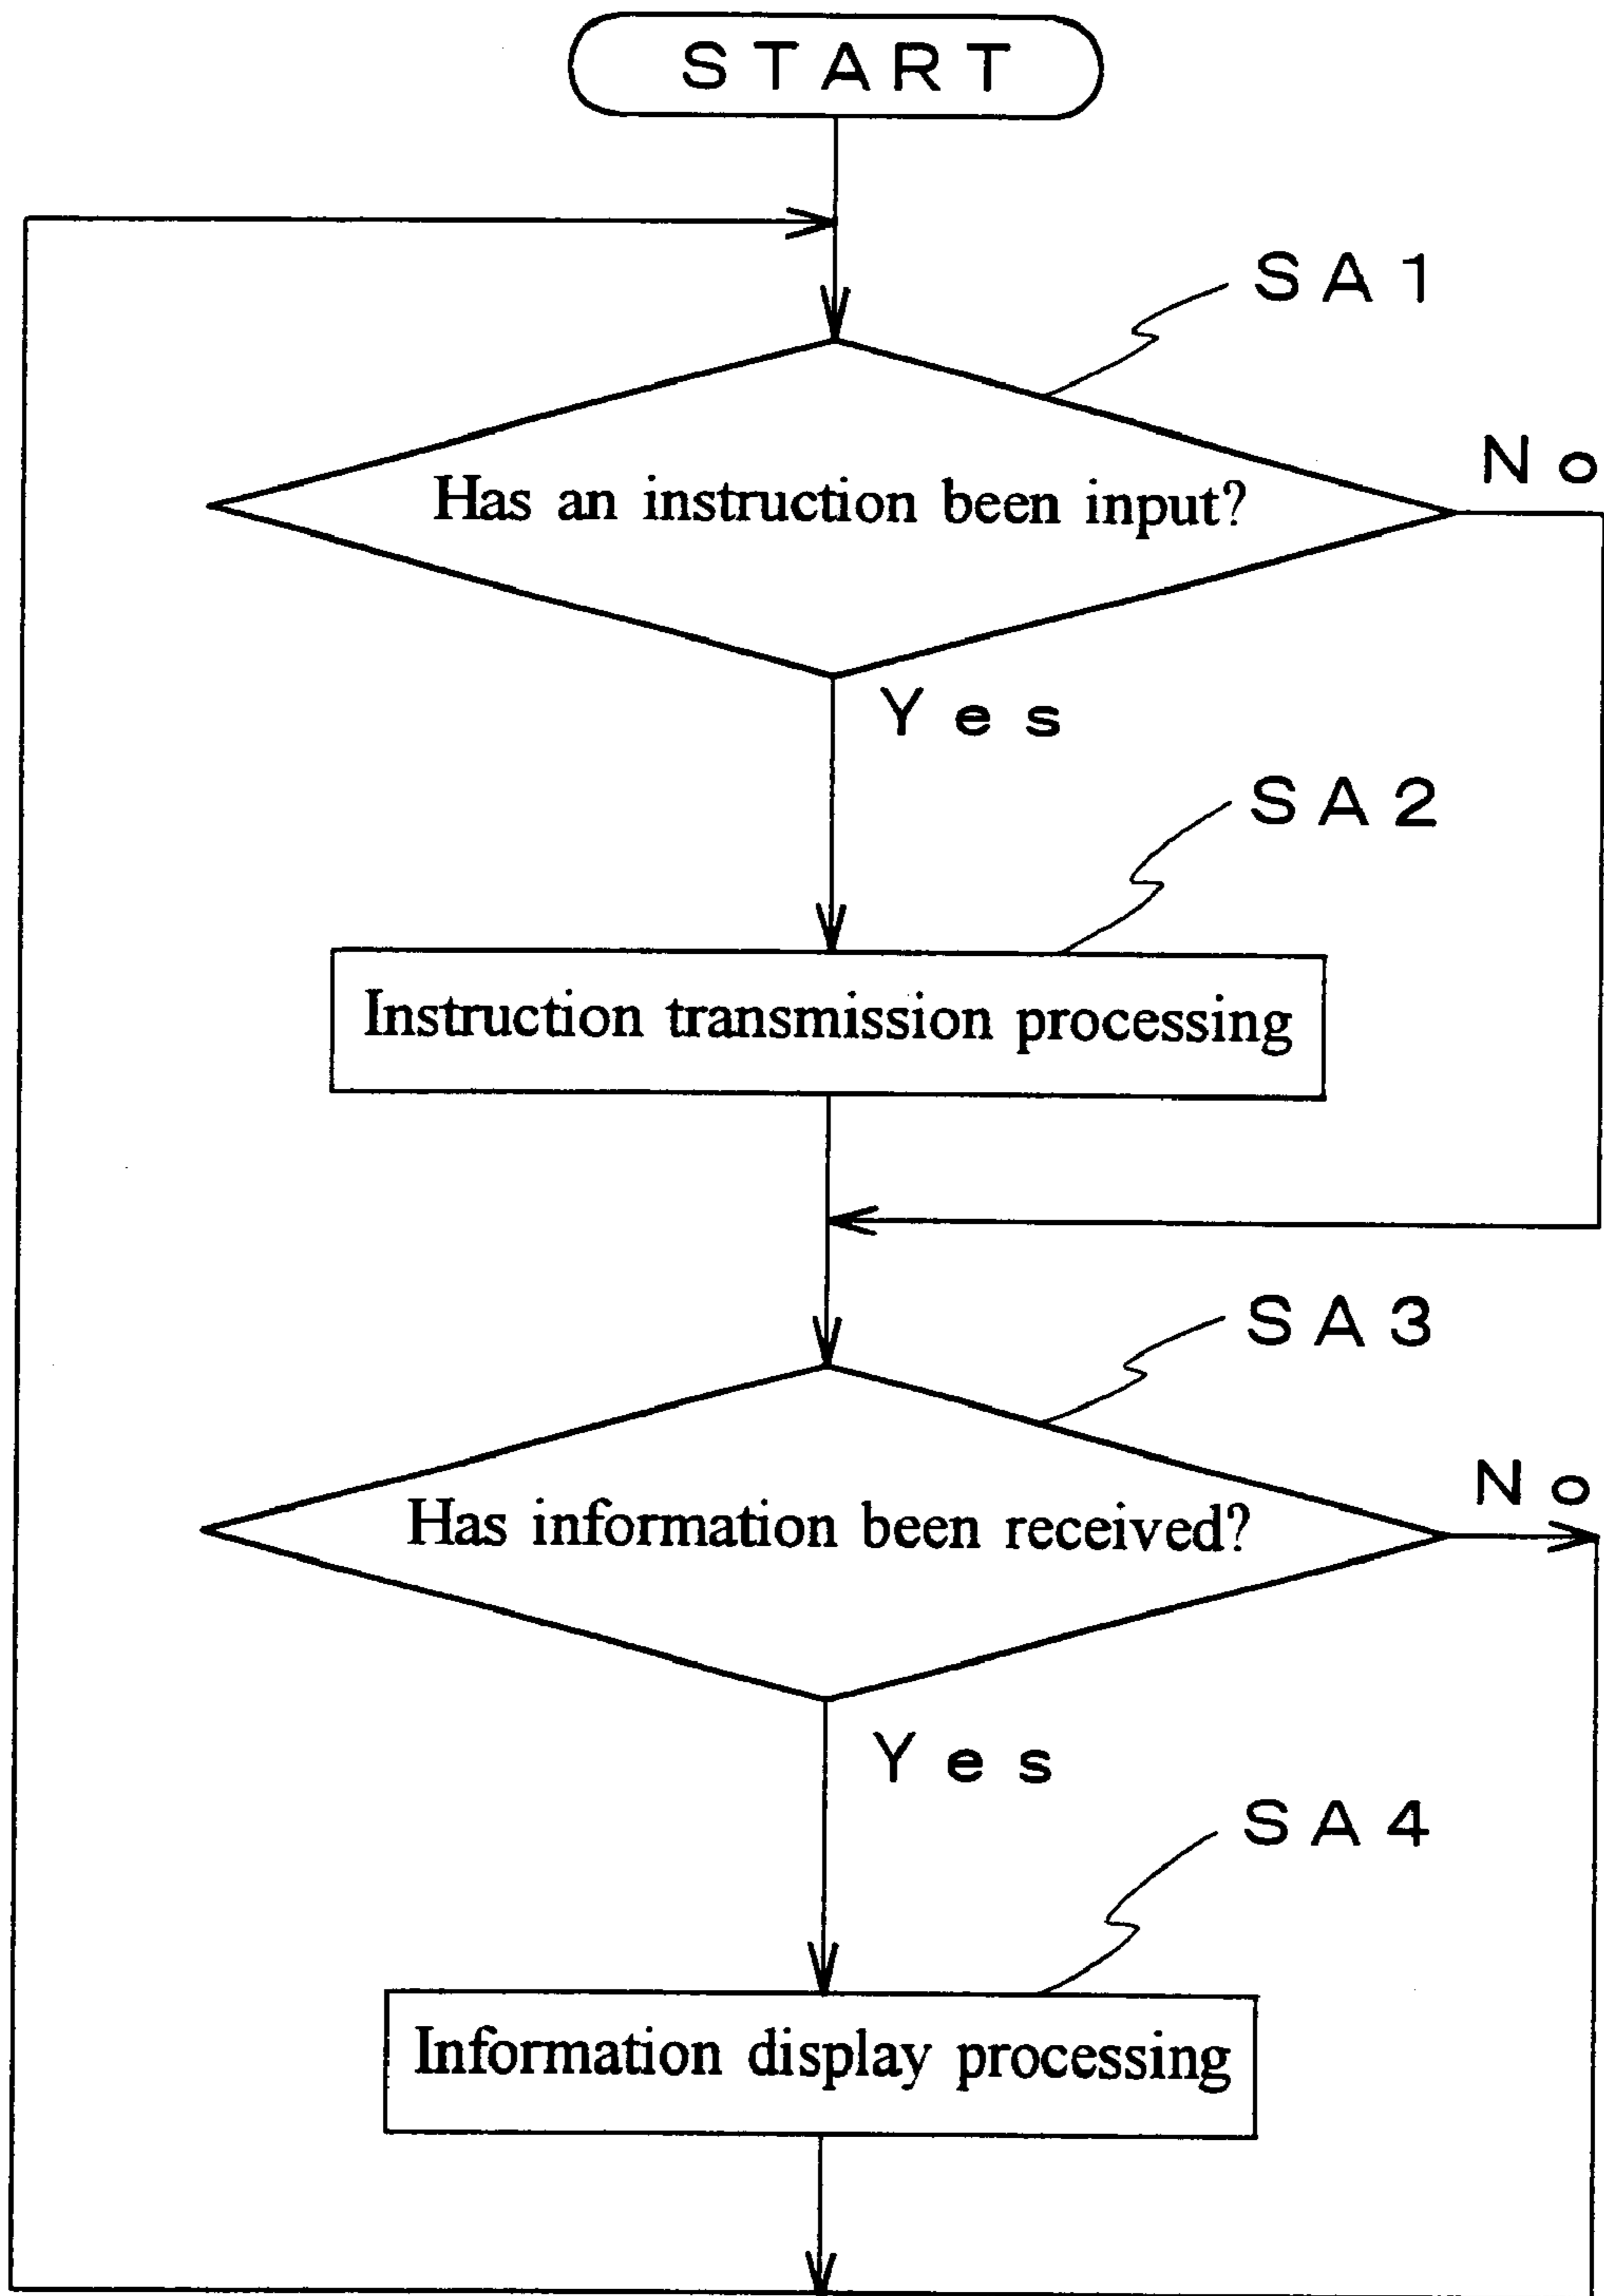 START
SA1
Has an instruction been input?
No
Yes
SA2
Instruction transmission processing
SA3
Has information been received?
No
Yes
SA4
Information display processing